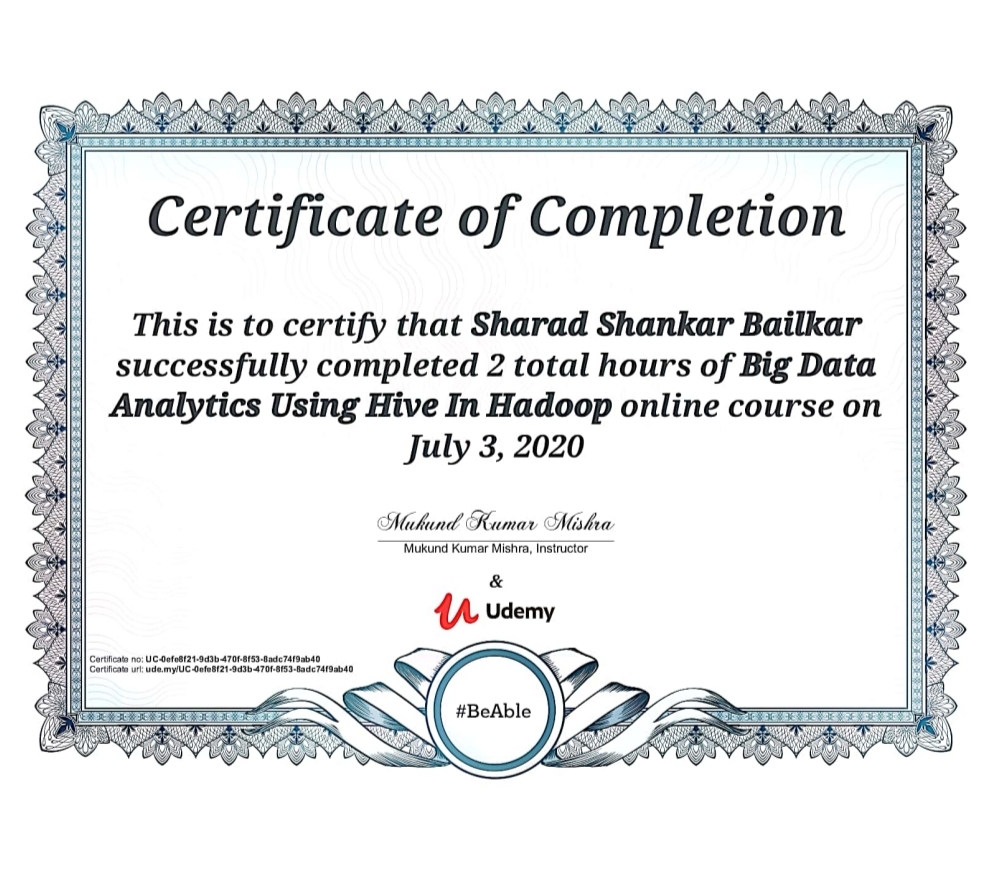 Certificate of Completion
This is to certify that Sharad Shankar Bailkar
successfully completed 2 total hours of Big Data
Analytics Using Hive In Hadoop online course on
July 3, 2020
Mukund Kumar Mishra
Mukund Kumar Mishra, Instructor
&
Udemy
Certificate no: UC-0efe8f21-9d3b-470f-8f53-8adc74f9ab40
Certificate url: ude.my/UC-0efe8f21-9d3b-470f-8f53-8adc74f9ab40
#BeAble